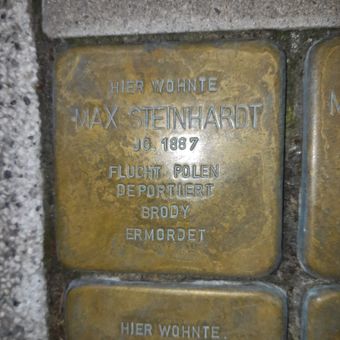 HIER WOHNTE
MAX STEINHARDT
JG. 1887
FLUCHT POLEN
DEPORTIERT
BRODY
ERMORDET
HIER WOHNTE